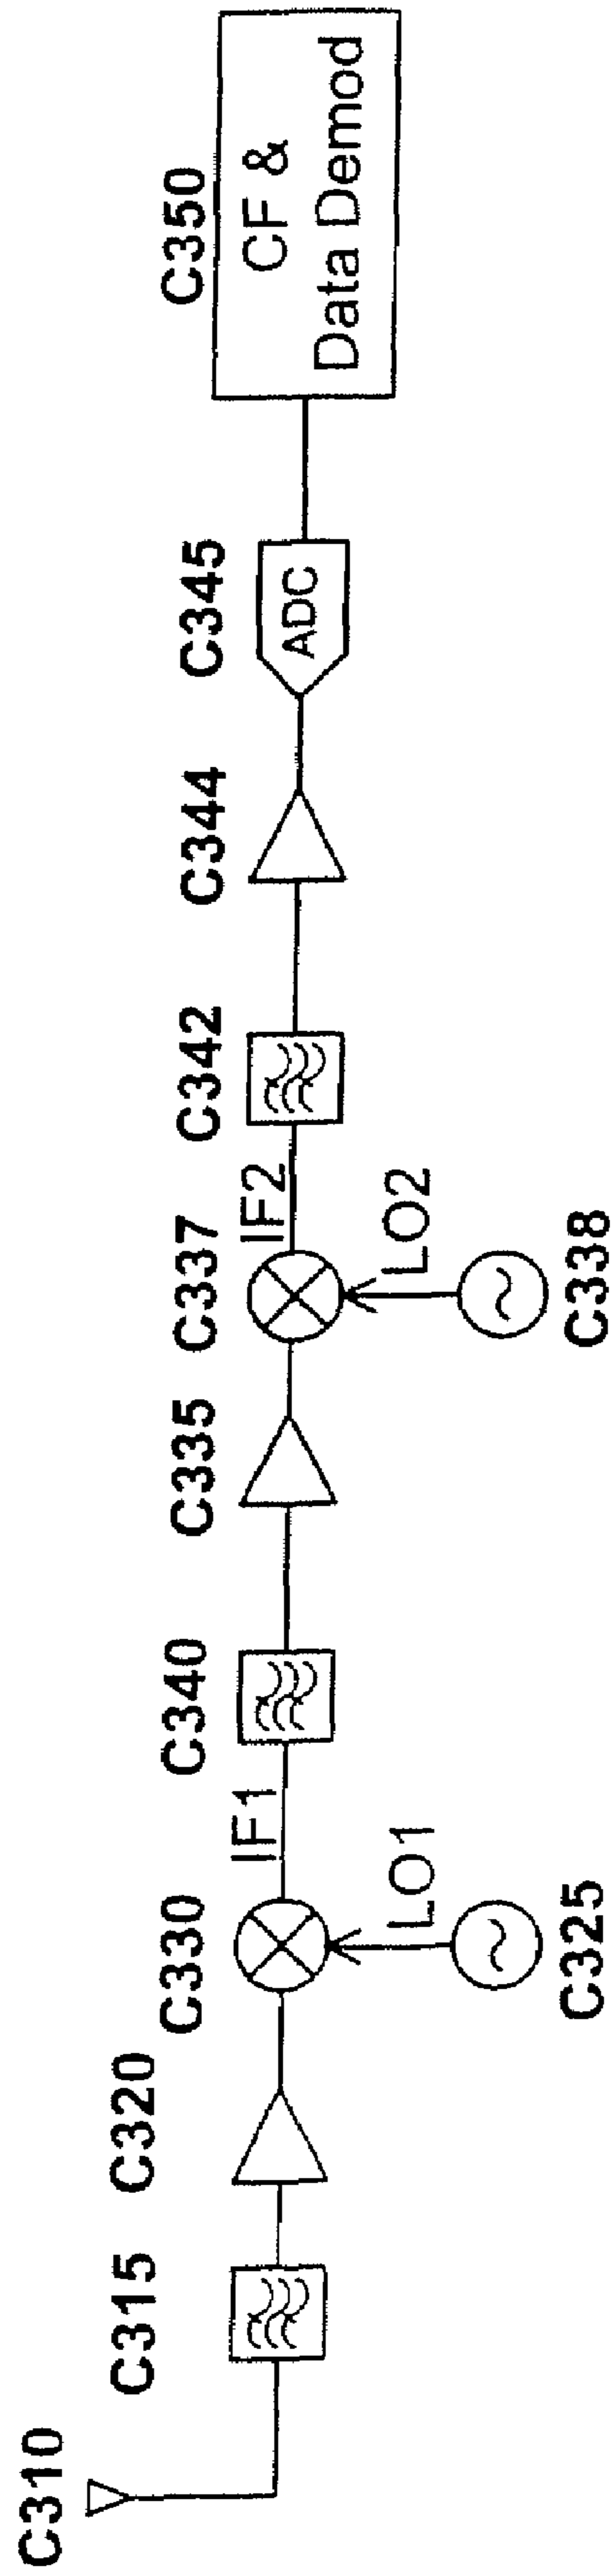 C310
C315
C320
C330
IF1
LO1
C325
C340
C335
C337
IF2
LO2
C338
C342
C344
C345
ADC
C350
CF &
Data Demod